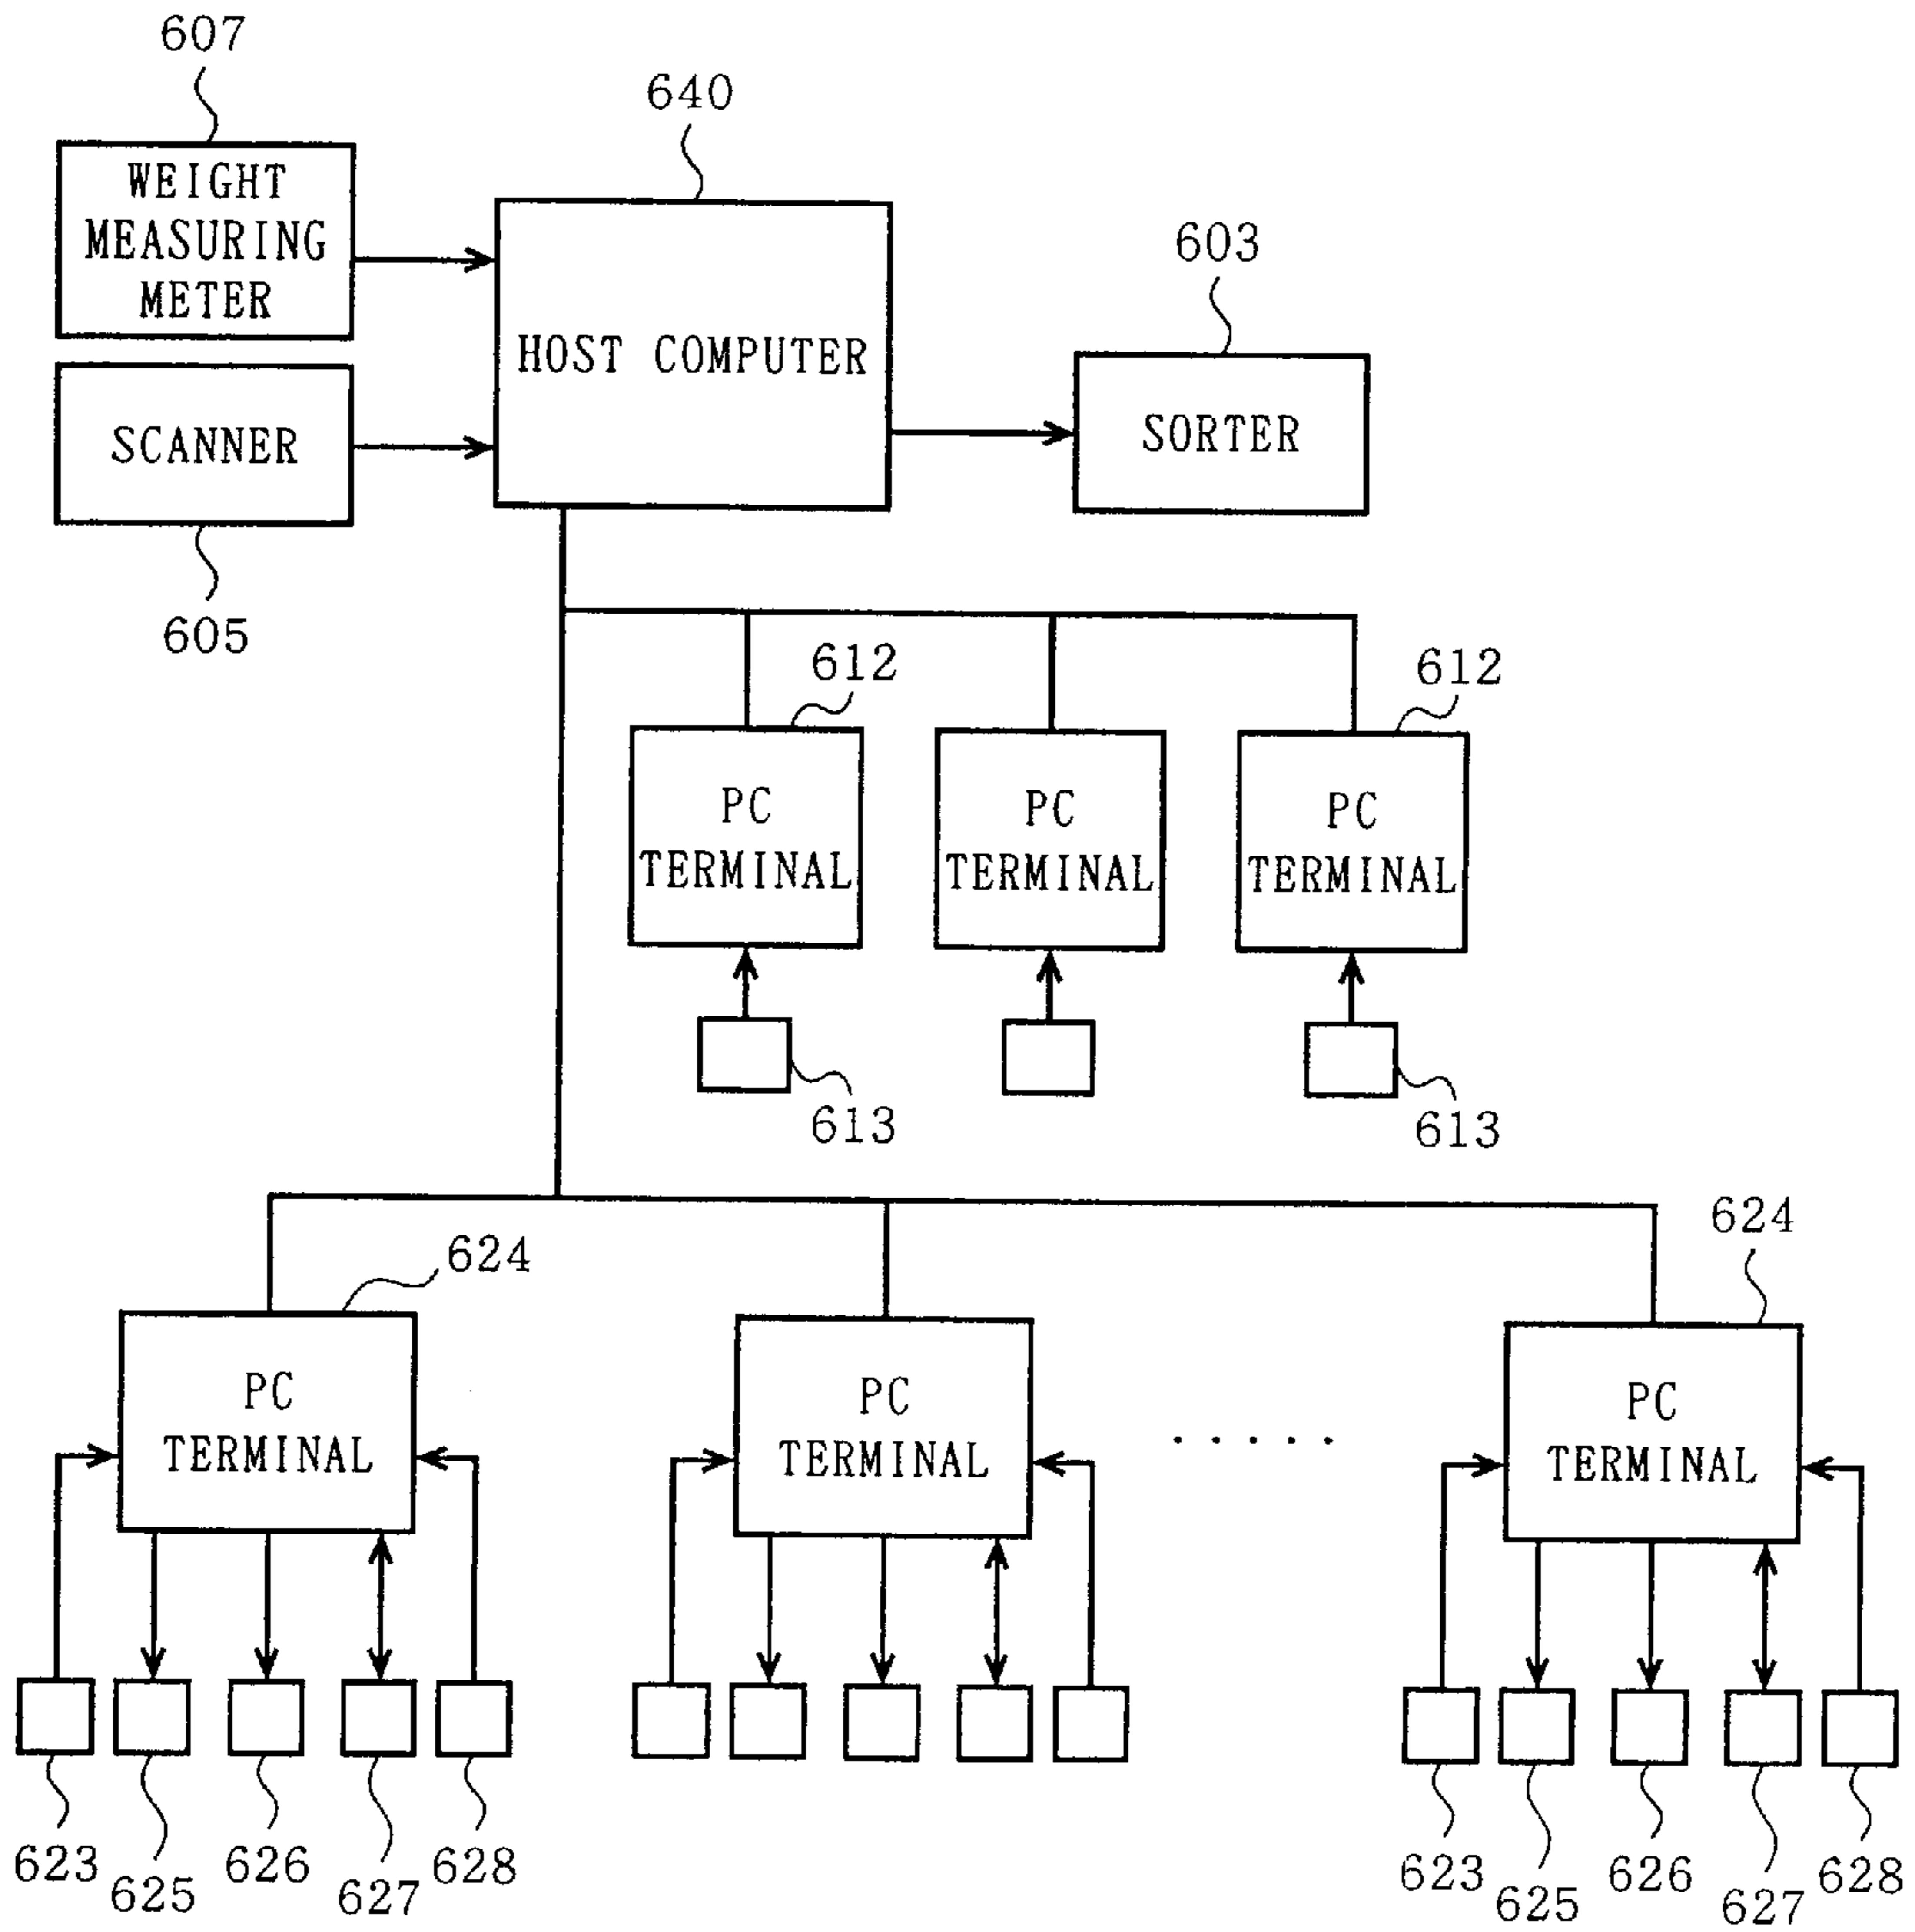 607
640
WEIGHT
MEASURING
METER
603
HOST COMPUTER
SCANNER
SORTER
605
612
612
PC
TERMINAL
PC
TERMINAL
PC
TERMINAL
613
613
624
624
PC
TERMINAL
PC
TERMINAL
. . . . .
PC
TERMINAL
623
625
626
627
628
623
625
626
627
628